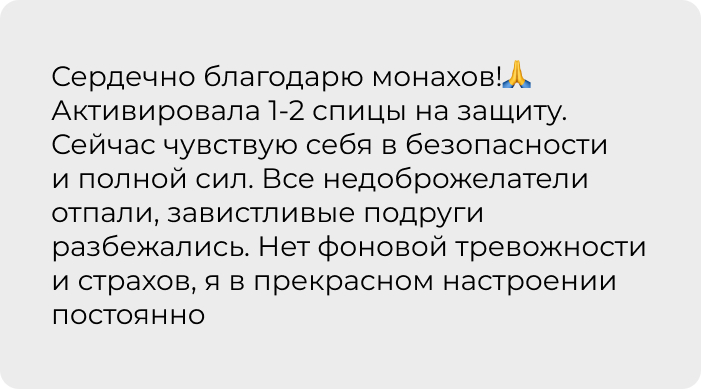 Сердечно благодарю монахов!🙏
Активировала 1-2 спицы на защиту.
Сейчас чувствую себя в безопасности
и полной сил. Все недоброжелатели
отпали, завистливые подруги
разбежались. Нет фоновой тревожности
и страхов, я в прекрасном настроении
постоянно